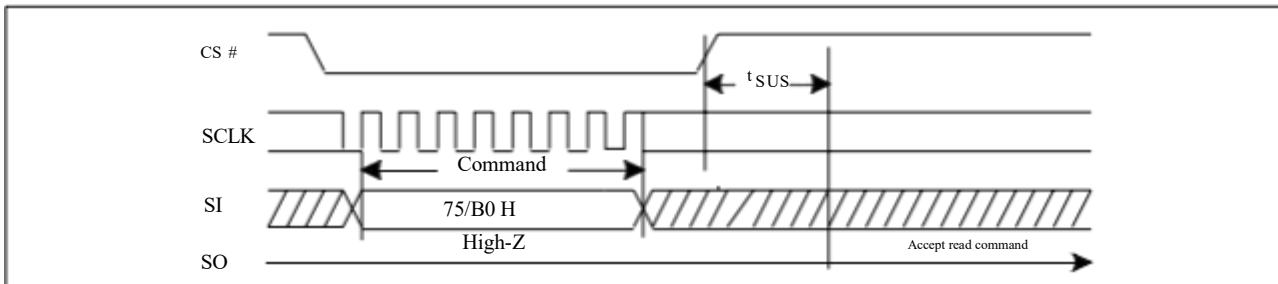 CS #
t SUS
SCLK
Command
SI
75/B0 H
High-Z
Accept read command
SO